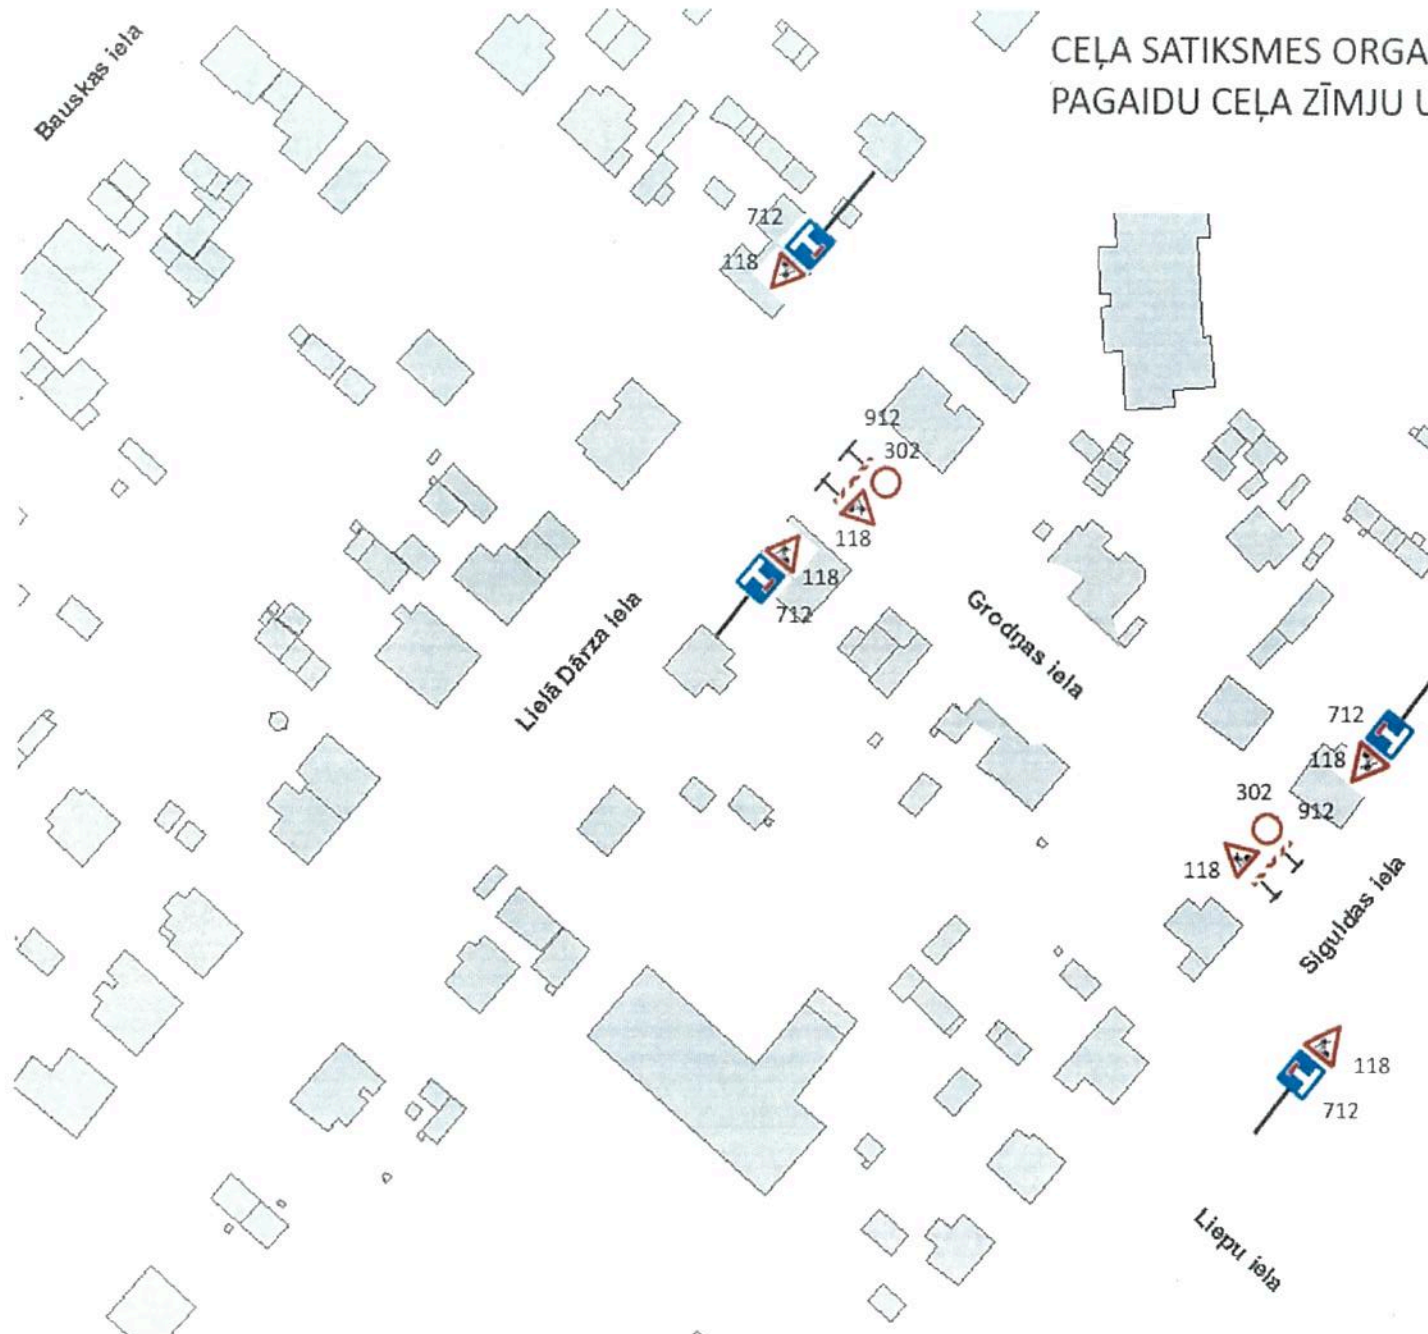 CEĻA SATIKSMES ORGA
PAGAIDU CEĻA ZĪMJU U
Bauskas iela
712
118
912
302
118
118
712
Lielā Dārza iela
Grodņas iela
712
118
302
912
118
Siguldas iela
118
712
Liepu iela